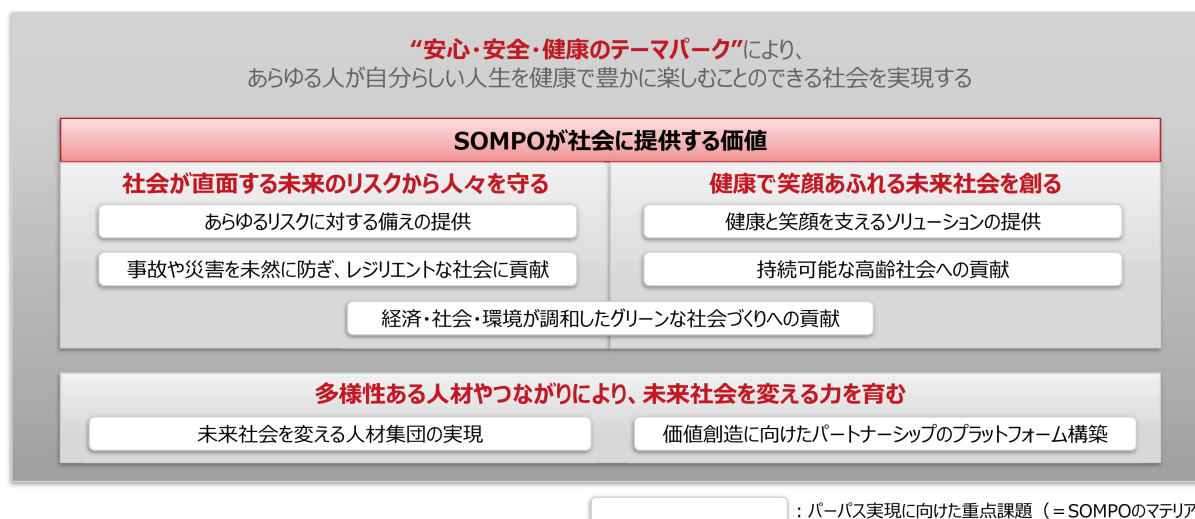 “安心・安全・健康のテーマパーク”により、
あらゆる人が自分らしい人生を健康で豊かに楽しむことのできる社会を実現する
SOMPOが社会に提供する価値
社会が直面する未来のリスクから人々を守る
あらゆるリスクに対する備えの提供
事故や災害を未然に防ぎ、レジリエントな社会に貢献
健康で笑顔あふれる未来社会を創る
健康と笑顔を支えるソリューションの提供
持続可能な高齢社会への貢献
経済・社会・環境が調和したグリーンな社会づくりへの貢献
多様性ある人材やつながりにより、未来社会を変える力を育む
未来社会を変える人材集団の実現
価値創造に向けたパートナーシップのプラットフォーム構築
：パーパス実現に向けた重点課題（＝SOMPOのマテリア